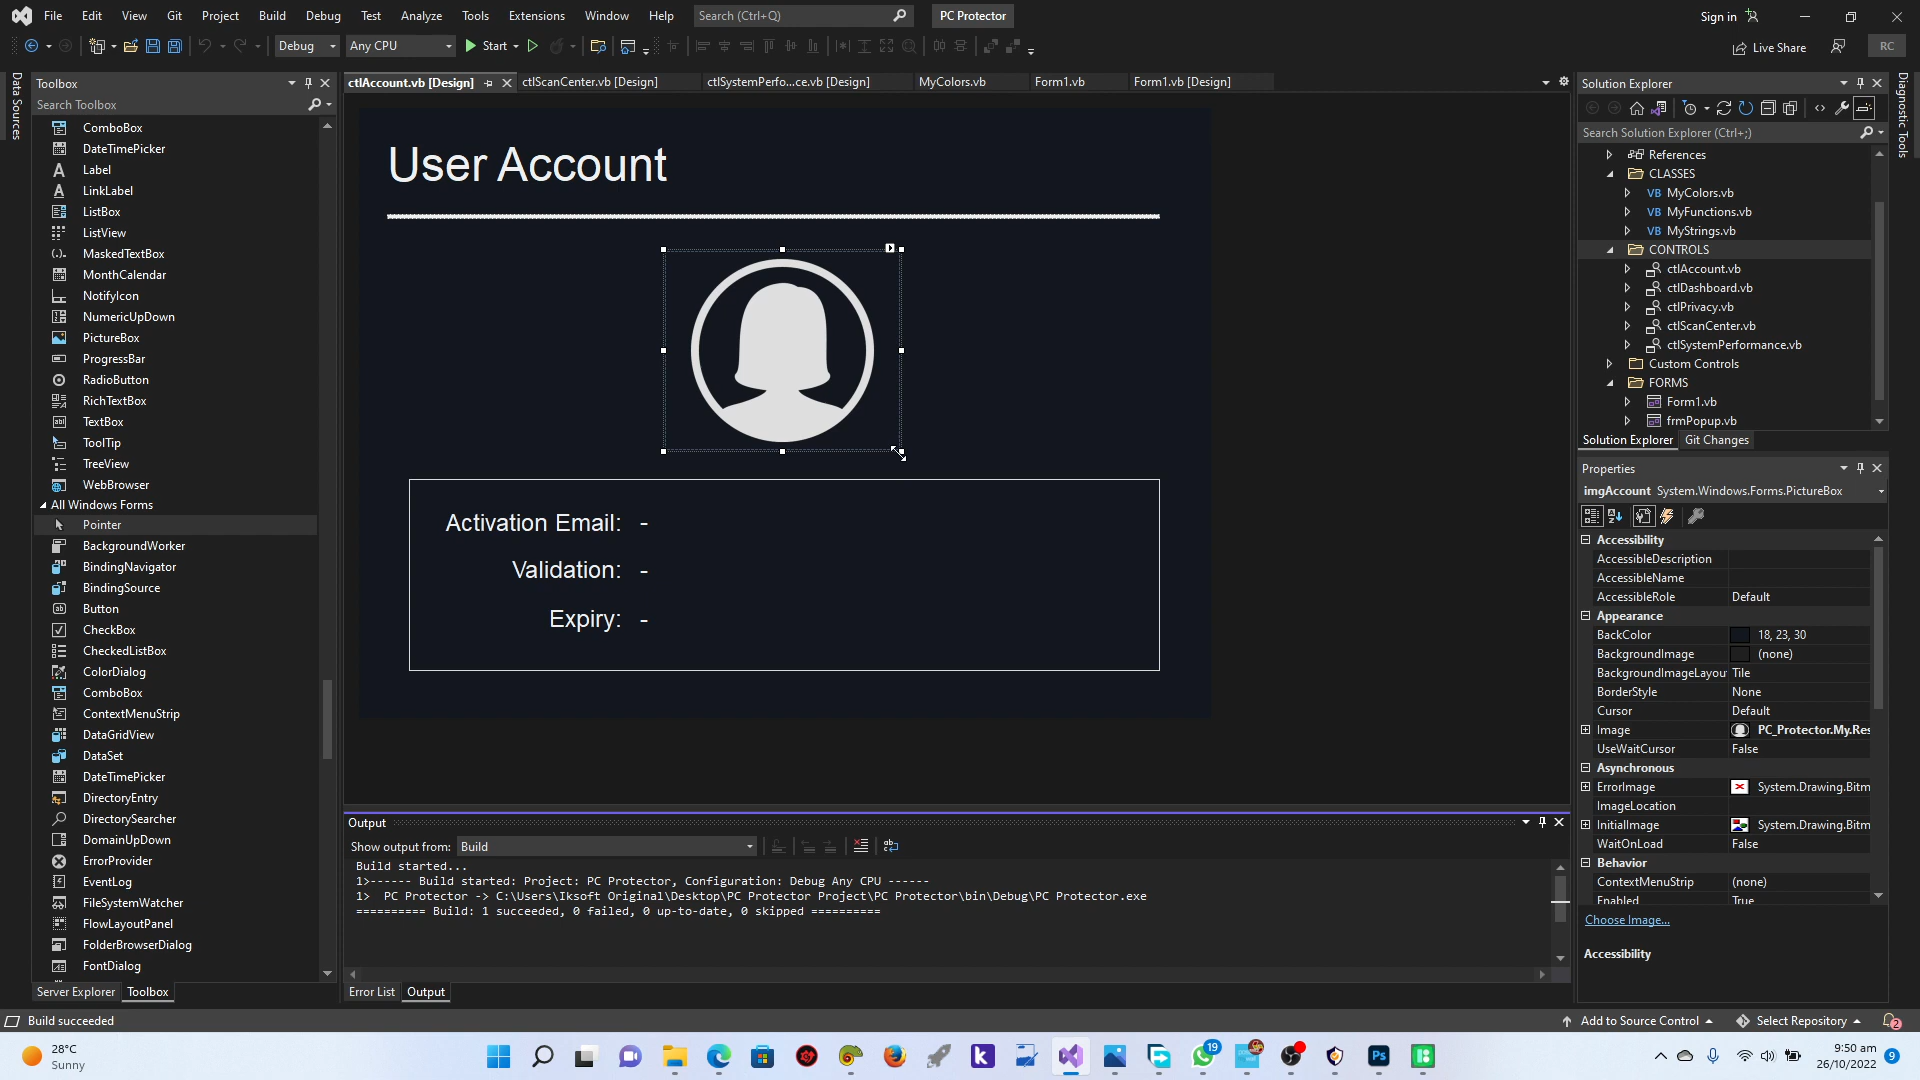 File Edit View Git Project Build Debug Test Analyze Tools Extensions Window Help Search (Ctrl+Q) PC Protector Sign in
Debug Any CPU Start Live Share RC
Data Sources
Toolbox
Search Toolbox
ComboBox
DateTimePicker
Label
LinkLabel
ListBox
ListView
MaskedTextBox
MonthCalendar
NotifyIcon
NumericUpDown
PictureBox
ProgressBar
RadioButton
RichTextBox
TextBox
ToolTip
TreeView
WebBrowser
All Windows Forms
Pointer
BackgroundWorker
BindingNavigator
BindingSource
Button
CheckBox
CheckedListBox
ColorDialog
ComboBox
ContextMenuStrip
DataGridView
DataSet
DateTimePicker
DirectoryEntry
DirectorySearcher
DomainUpDown
ErrorProvider
EventLog
FileSystemWatcher
FlowLayoutPanel
FolderBrowserDialog
FontDialog
Server Explorer Toolbox
ctlAccount.vb [Design] ctlScanCenter.vb [Design] ctlSystemPerfo...ce.vb [Design] MyColors.vb Form1.vb Form1.vb [Design]
User Account
Activation Email: -
Validation: -
Expiry: -
Output
Show output from: Build
Build started...
1>------ Build started: Project: PC Protector, Configuration: Debug Any CPU ------
1>  PC Protector -> C:\Users\Iksoft Original\Desktop\PC Protector Project\PC Protector\bin\Debug\PC Protector.exe
========== Build: 1 succeeded, 0 failed, 0 up-to-date, 0 skipped ==========
Error List Output
Solution Explorer
Search Solution Explorer (Ctrl+;)
References
CLASSES
VB MyColors.vb
VB MyFunctions.vb
VB MyStrings.vb
CONTROLS
ctlAccount.vb
ctlDashboard.vb
ctlPrivacy.vb
ctlScanCenter.vb
ctlSystemPerformance.vb
Custom Controls
FORMS
Form1.vb
frmPopup.vb
Solution Explorer Git Changes
Properties
imgAccount System.Windows.Forms.PictureBox
Accessibility
AccessibleDescription
AccessibleName
AccessibleRole Default
Appearance
BackColor 18, 23, 30
BackgroundImage (none)
BackgroundImageLayou Tile
BorderStyle None
Cursor Default
Image PC_Protector.My.Res
UseWaitCursor False
Asynchronous
ErrorImage System.Drawing.Bitm
ImageLocation
InitialImage System.Drawing.Bitm
WaitOnLoad False
Behavior
ContextMenuStrip (none)
Enabled True
Choose Image...
Accessibility
Diagnostic Tools
Build succeeded Add to Source Control Select Repository 2
28°C
Sunny
k
19
Ps
9:50 am
26/10/2022
9